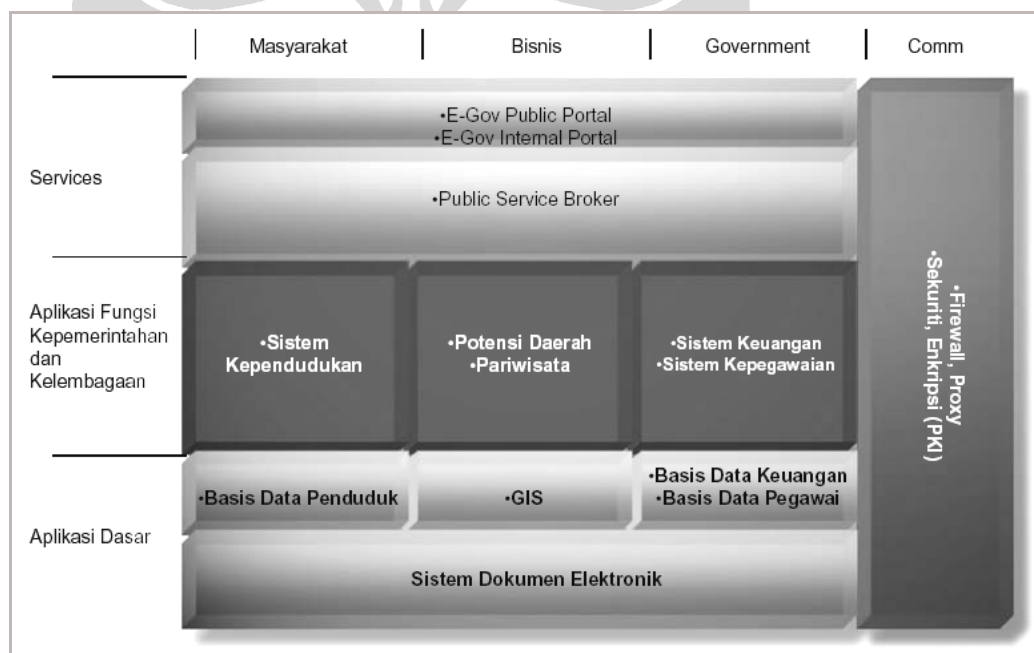 Masyarakat
Bisnis
Government
Comm
Services
•E-Gov Public Portal
•E-Gov Internal Portal
•Public Service Broker
Aplikasi Fungsi
Kepemerintahan
dan
Kelembagaan
•Sistem
Kependudukan
•Potensi Daerah
•Pariwisata
•Sistem Keuangan
•Sistem Kepegawaian
•Firewall, Proxy
•Sekuriti, Enkripsi (PKI)
Aplikasi Dasar
•Basis Data Penduduk
•GIS
•Basis Data Keuangan
•Basis Data Pegawai
Sistem Dokumen Elektronik